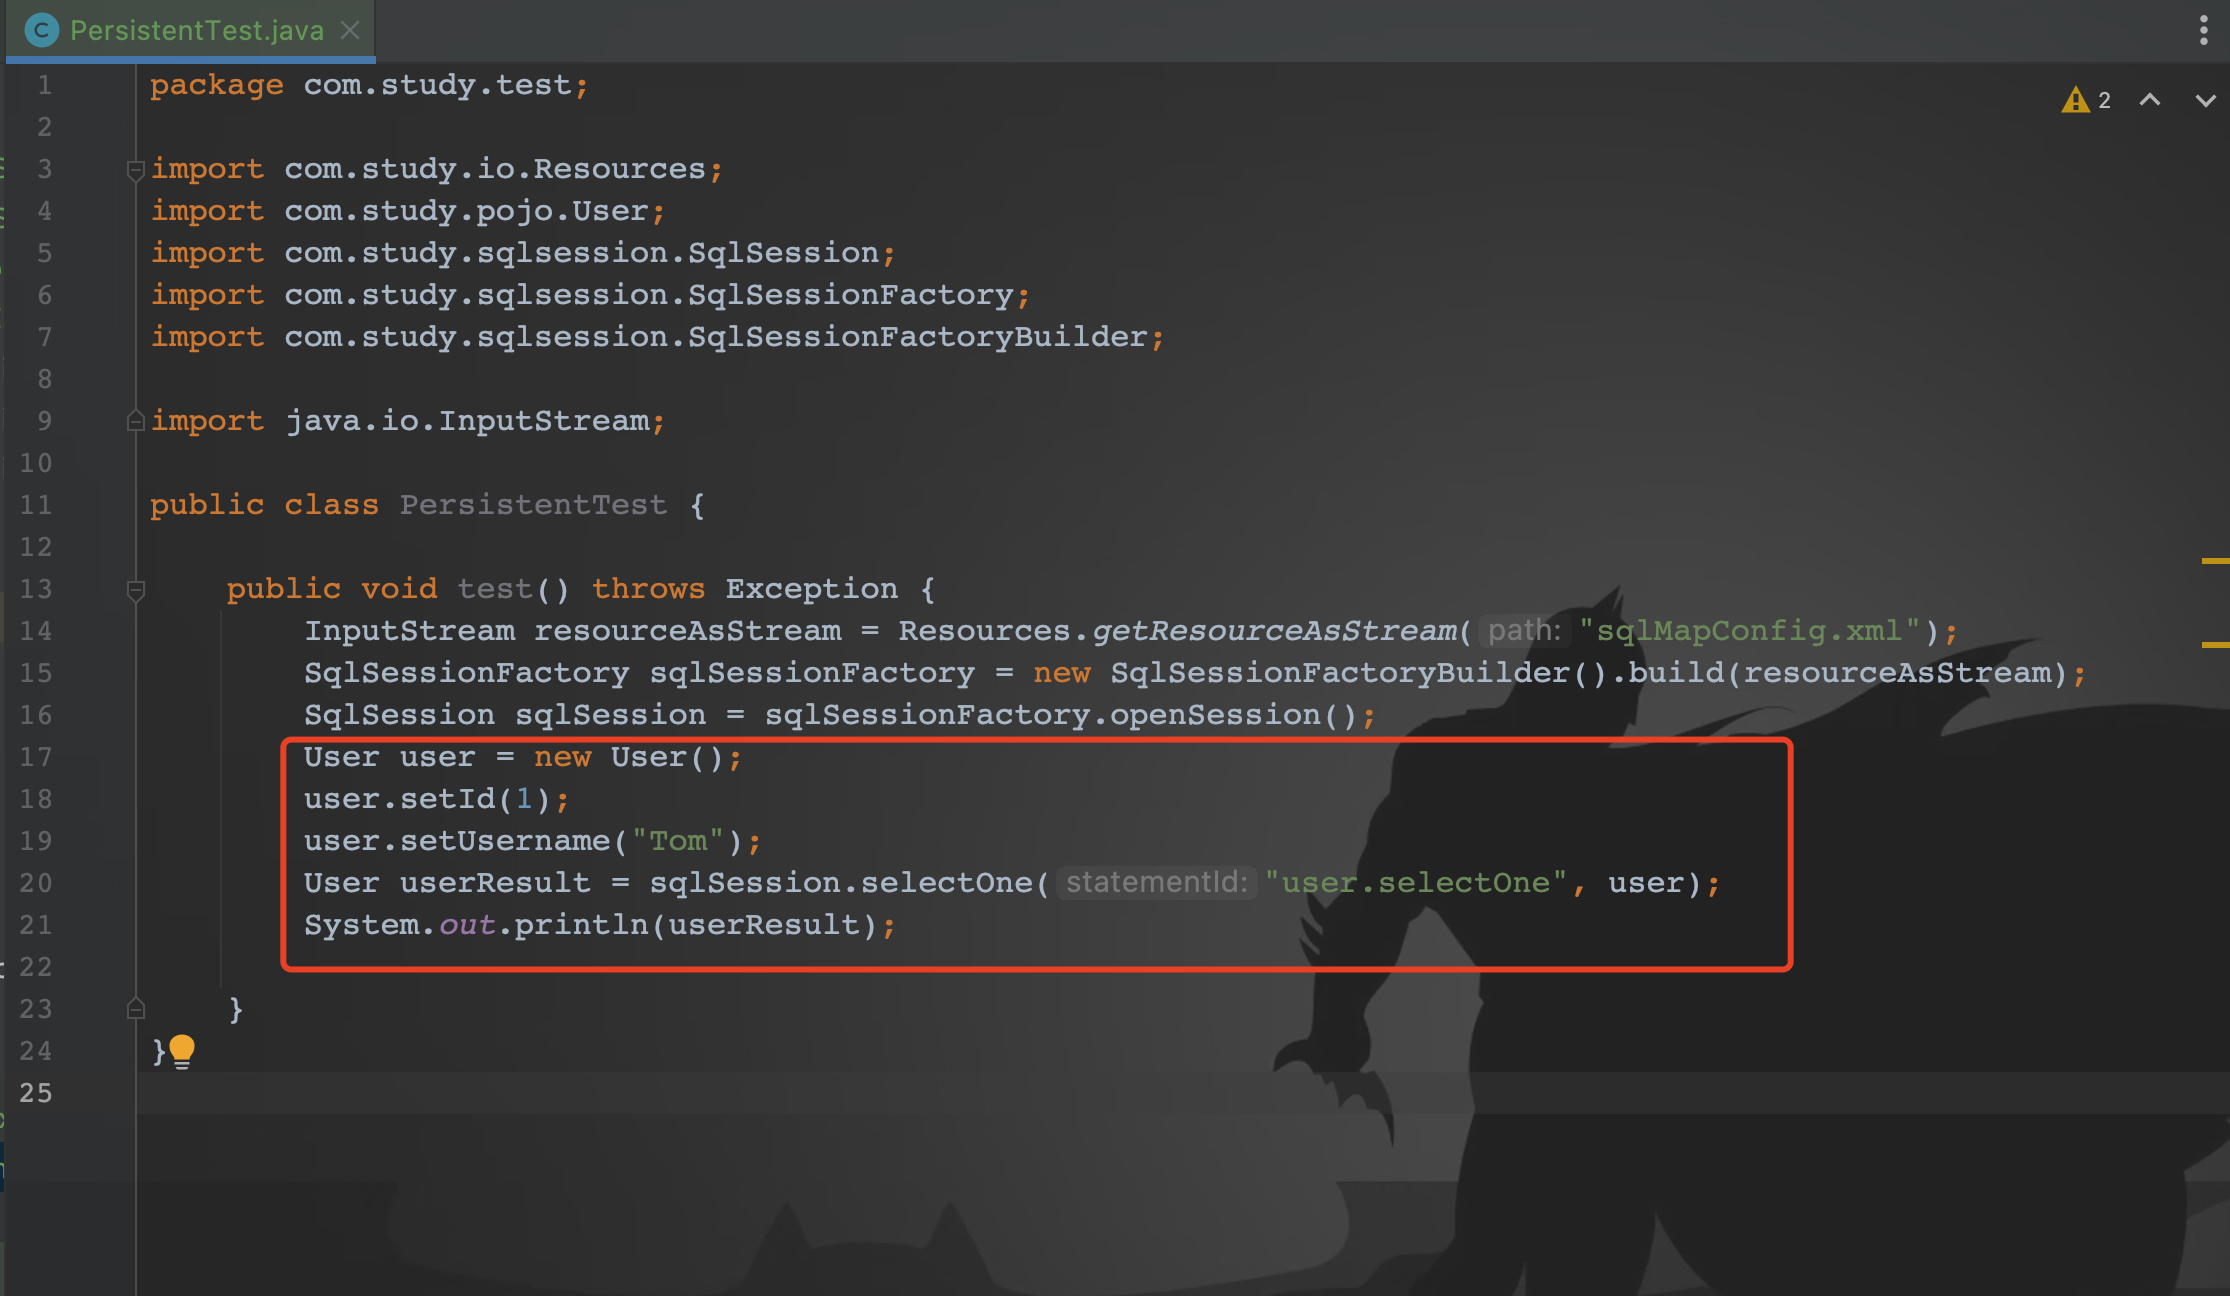 PersistentTest.java
2
1 package com.study.test;
2
3 import com.study.io.Resources;
4 import com.study.pojo.User;
5 import com.study.sqlsession.SqlSession;
6 import com.study.sqlsession.SqlSessionFactory;
7 import com.study.sqlsession.SqlSessionFactoryBuilder;
8
9 import java.io.InputStream;
10
11 public class PersistentTest {
12
13 public void test() throws Exception {
14 InputStream resourceAsStream = Resources.getResourceAsStream( path: "sqlMapConfig.xml");
15 SqlSessionFactory sqlSessionFactory = new SqlSessionFactoryBuilder().build(resourceAsStream);
16 SqlSession sqlSession = sqlSessionFactory.openSession();
17 User user = new User();
18 user.setId(1);
19 user.setUsername("Tom");
20 User userResult = sqlSession.selectOne( statementId: "user.selectOne", user);
21 System.out.println(userResult);
22
23 }
24 }
25